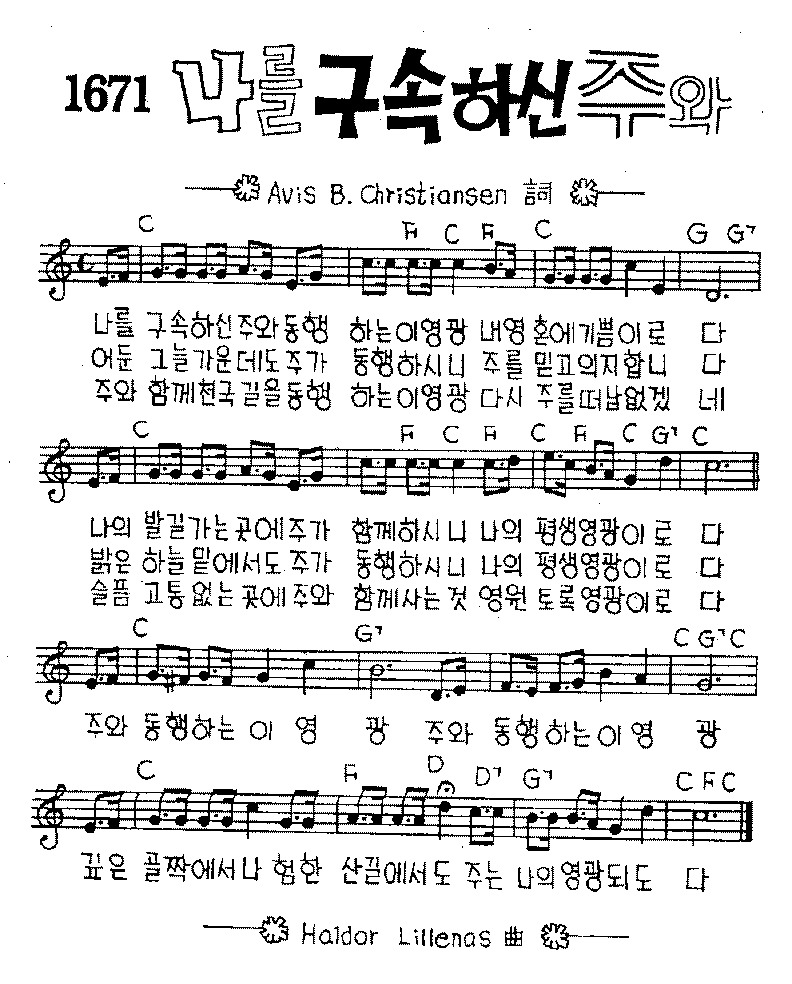 1671 나를 구속하신 주와
Avis B. Christiansen 詞
C F C F C G G7
나를 구속하신 주와 동행 하는 이 영광 내 영혼에 기쁨이로 다
어둔 그늘 가운데도 주가 동행하시니 주를 믿고 의지합니 다
주와 함께 천국 길을 동행 하는 이 영광 다시 주를 떠남없겠 네
C F C F C F C G7 C
나의 발길 가는 곳에 주가 함께하시니 나의 평생 영광이로 다
밝은 하늘 밑에서도 주가 동행하시니 나의 평생 영광이로 다
슬픔 고통 없는 곳에 주와 함께 사는 것 영원토록 영광이로 다
C G7 C G7 C
주와 동행하는 이 영 광 주와 동행하는 이 영 광
C F D D7 G7 C F C
깊은 골짝에서나 험한 산길에서도 주는 나의 영광되도 다
Haldor Lillenas 曲